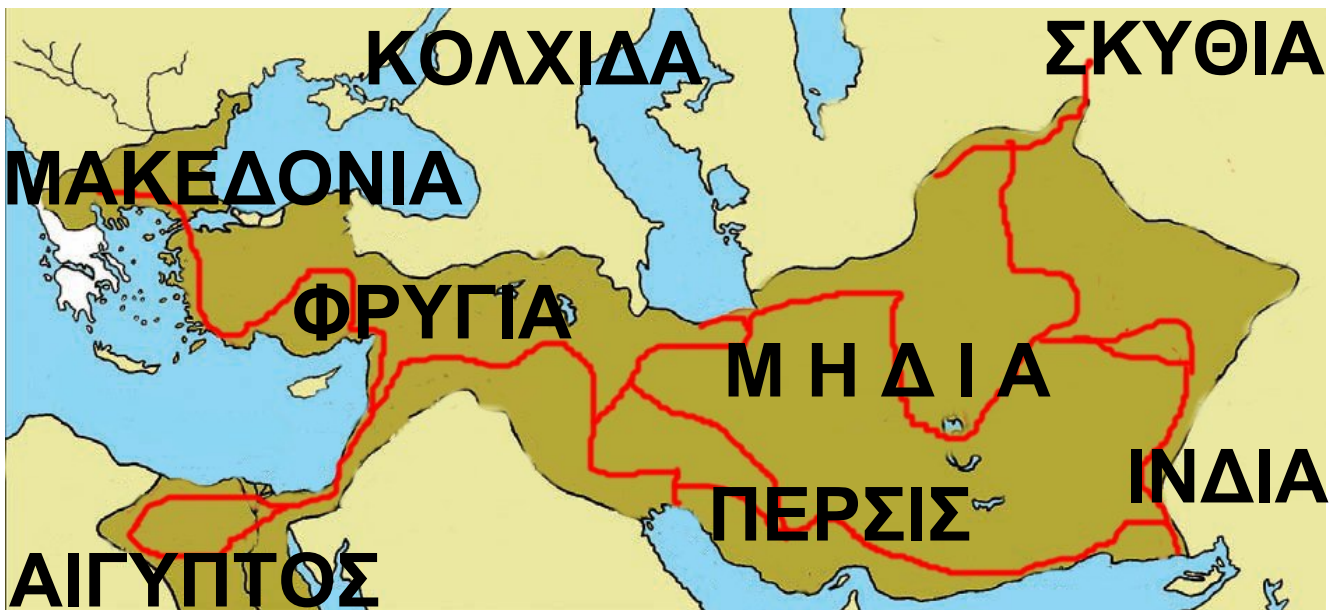 ΚΟΛΧΙΔΑ
ΣΚΥΘΙΑ
ΜΑΚΕΔΟΝΙΑ
ΦΡΥΓΙΑ
Μ Η Δ Ι Α
ΙΝΔΙΑ
ΠΕΡΣΙΣ
ΑΙΓΥΠΤΟΣ